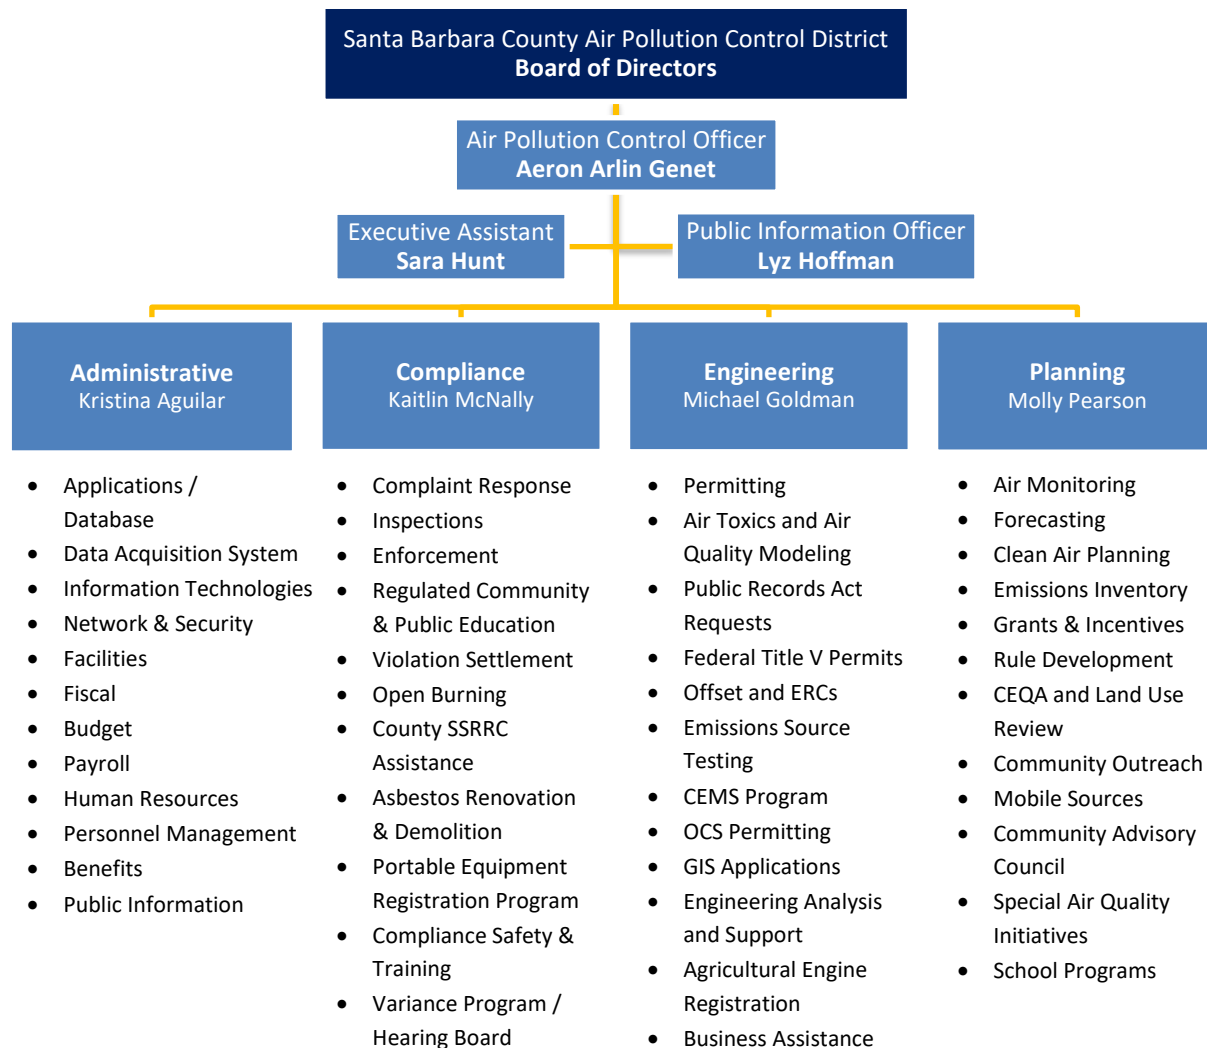 Santa Barbara County Air Pollution Control District
Board of Directors
Air Pollution Control Officer
Aeron Arlin Genet
Executive Assistant
Sara Hunt
Public Information Officer
Lyz Hoffman
Administrative
Kristina Aguilar
• Applications /
Database
• Data Acquisition System
• Information Technologies
• Network & Security
• Facilities
• Fiscal
• Budget
• Payroll
• Human Resources
• Personnel Management
• Benefits
• Public Information
Compliance
Kaitlin McNally
• Complaint Response
• Inspections
• Enforcement
• Regulated Community
& Public Education
• Violation Settlement
• Open Burning
• County SSRRC
Assistance
• Asbestos Renovation
& Demolition
• Portable Equipment
Registration Program
• Compliance Safety &
Training
• Variance Program /
Hearing Board
Engineering
Michael Goldman
• Permitting
• Air Toxics and Air
Quality Modeling
• Public Records Act
Requests
• Federal Title V Permits
• Offset and ERCs
• Emissions Source
Testing
• CEMS Program
• OCS Permitting
• GIS Applications
• Engineering Analysis
and Support
• Agricultural Engine
Registration
• Business Assistance
Planning
Molly Pearson
• Air Monitoring
• Forecasting
• Clean Air Planning
• Emissions Inventory
• Grants & Incentives
• Rule Development
• CEQA and Land Use
Review
• Community Outreach
• Mobile Sources
• Community Advisory
Council
• Special Air Quality
Initiatives
• School Programs